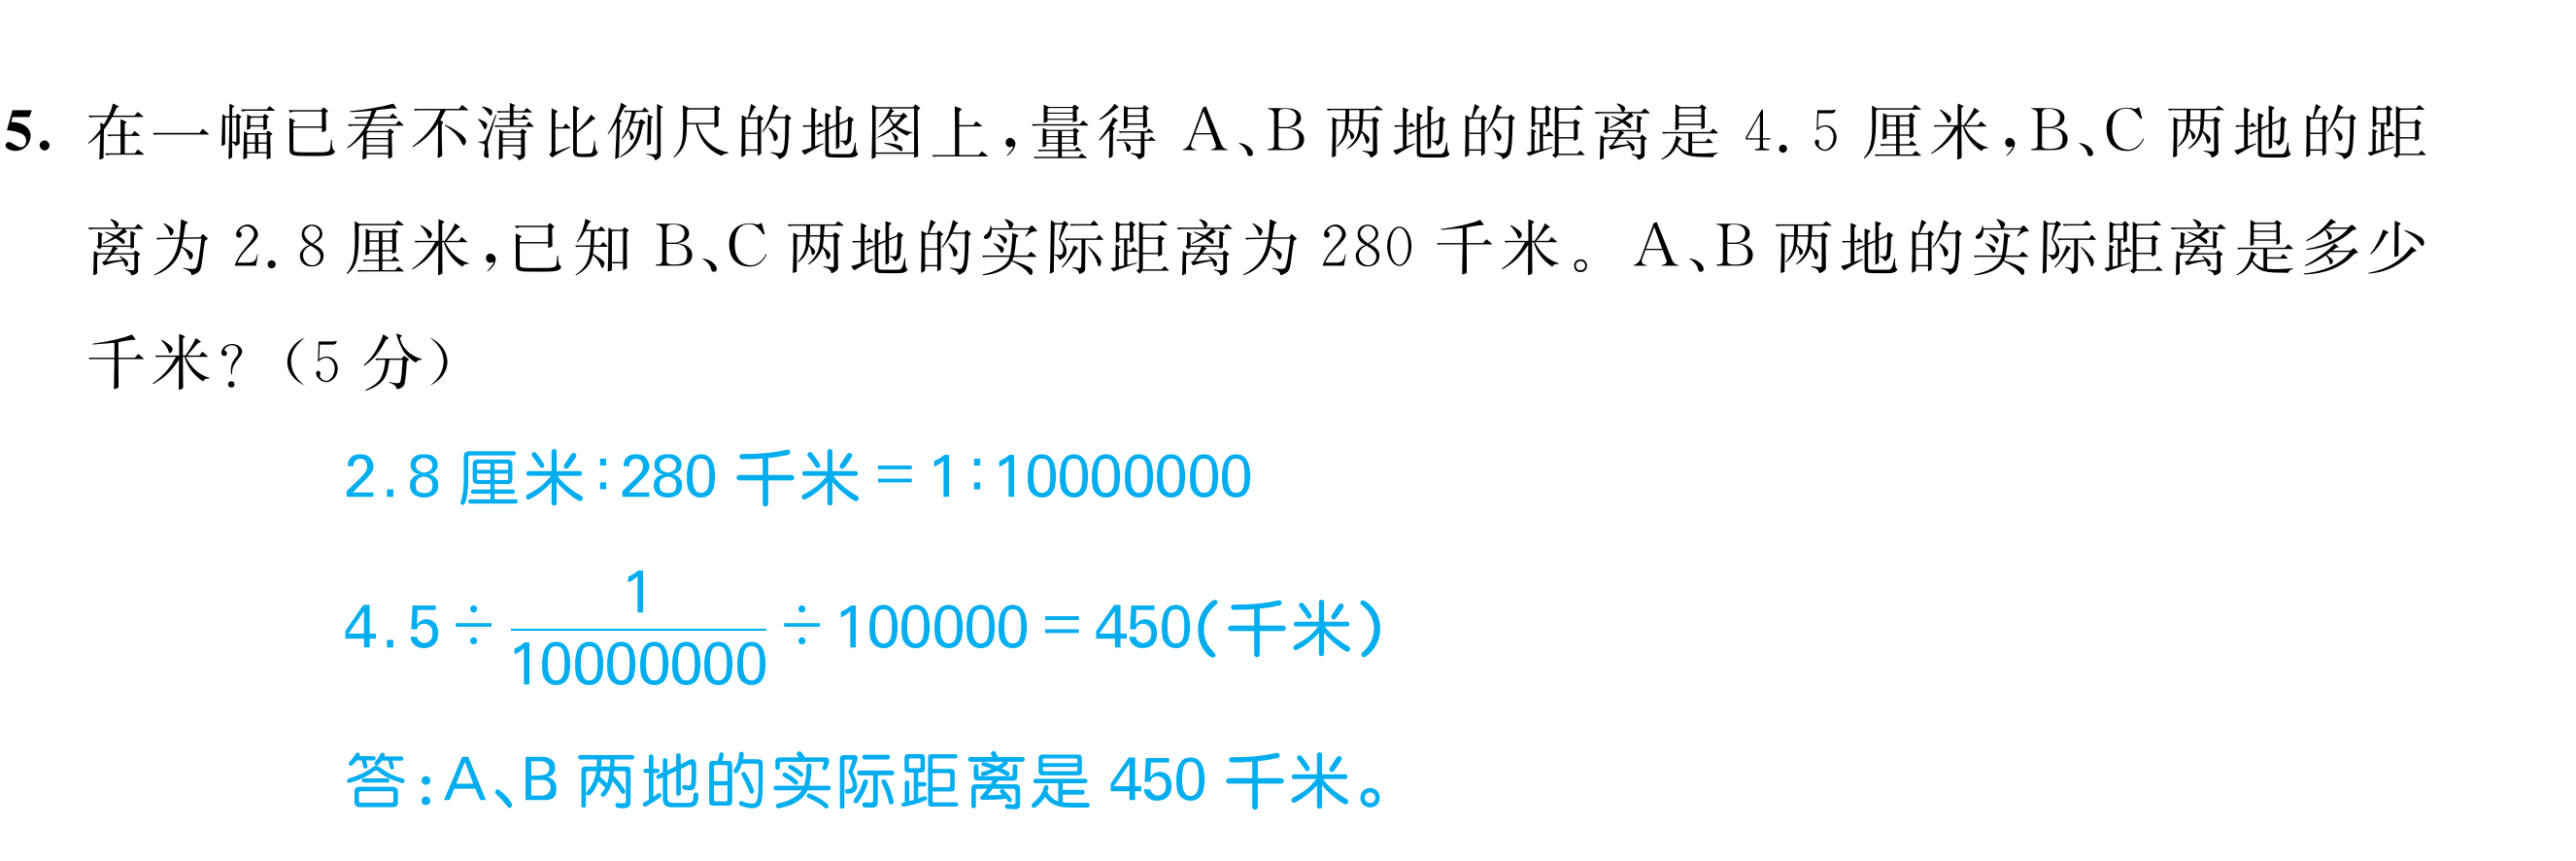 5. 在一幅已看不清比例尺的地图上,量得 A、B 两地的距离是 4.5 厘米,B、C 两地的距
离为 2.8 厘米,已知 B、C 两地的实际距离为 280 千米。A、B 两地的实际距离是多少
千米?(5 分)
2.8 厘米:280 千米 = 1:10000000
4.5 ÷ 1/10000000 ÷ 100000 = 450(千米)
答:A、B 两地的实际距离是 450 千米。